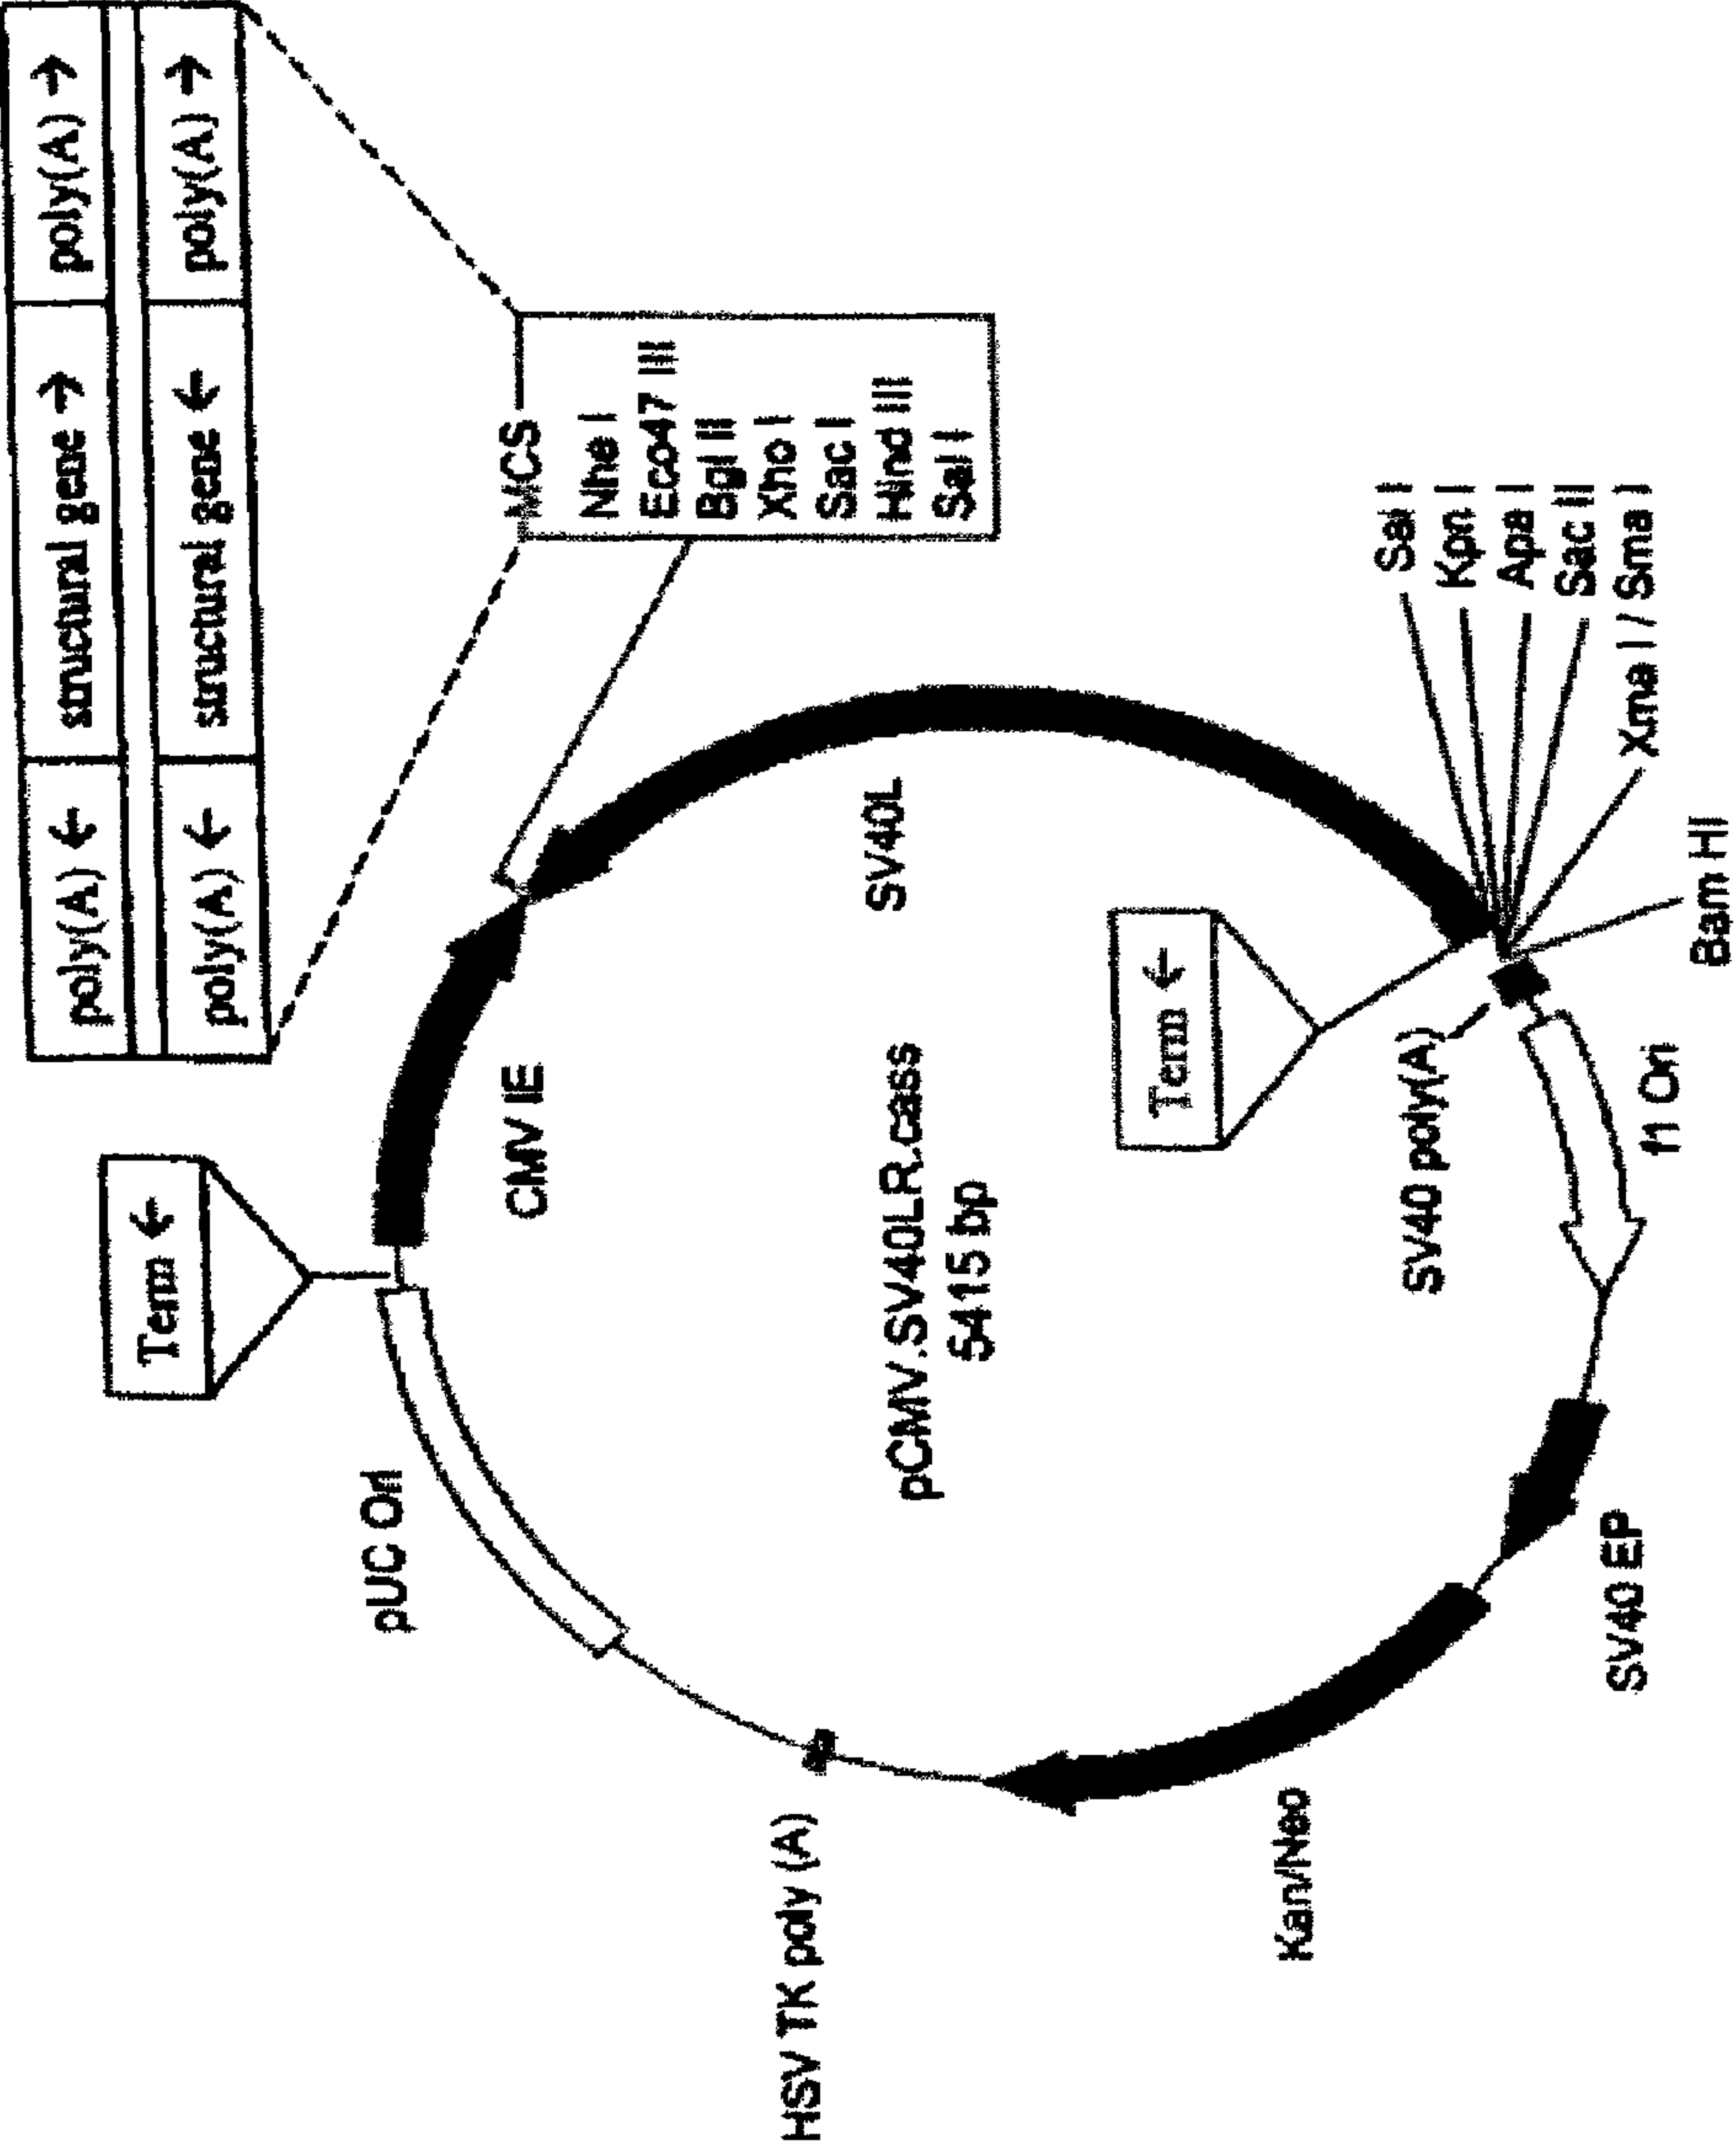 poly(A) ← structural gene → poly(A) →
poly(A) ← structural gene ← poly(A) →
Term ←
MCS
Nhe I
Eco47 III
Bgl II
Xho I
Sac I
Hind III
Sal I
pUC Ori
CMV IE
SV40L
HSV TK poly (A)
pCMV.SV40LR.cass
5415 bp
Term ←
Sal I
Kpn I
Apa I
Sac II
Xma I / Sma I
Bam HI
SV40 poly(A)
f1 Ori
Kan/Neo
SV40 EP